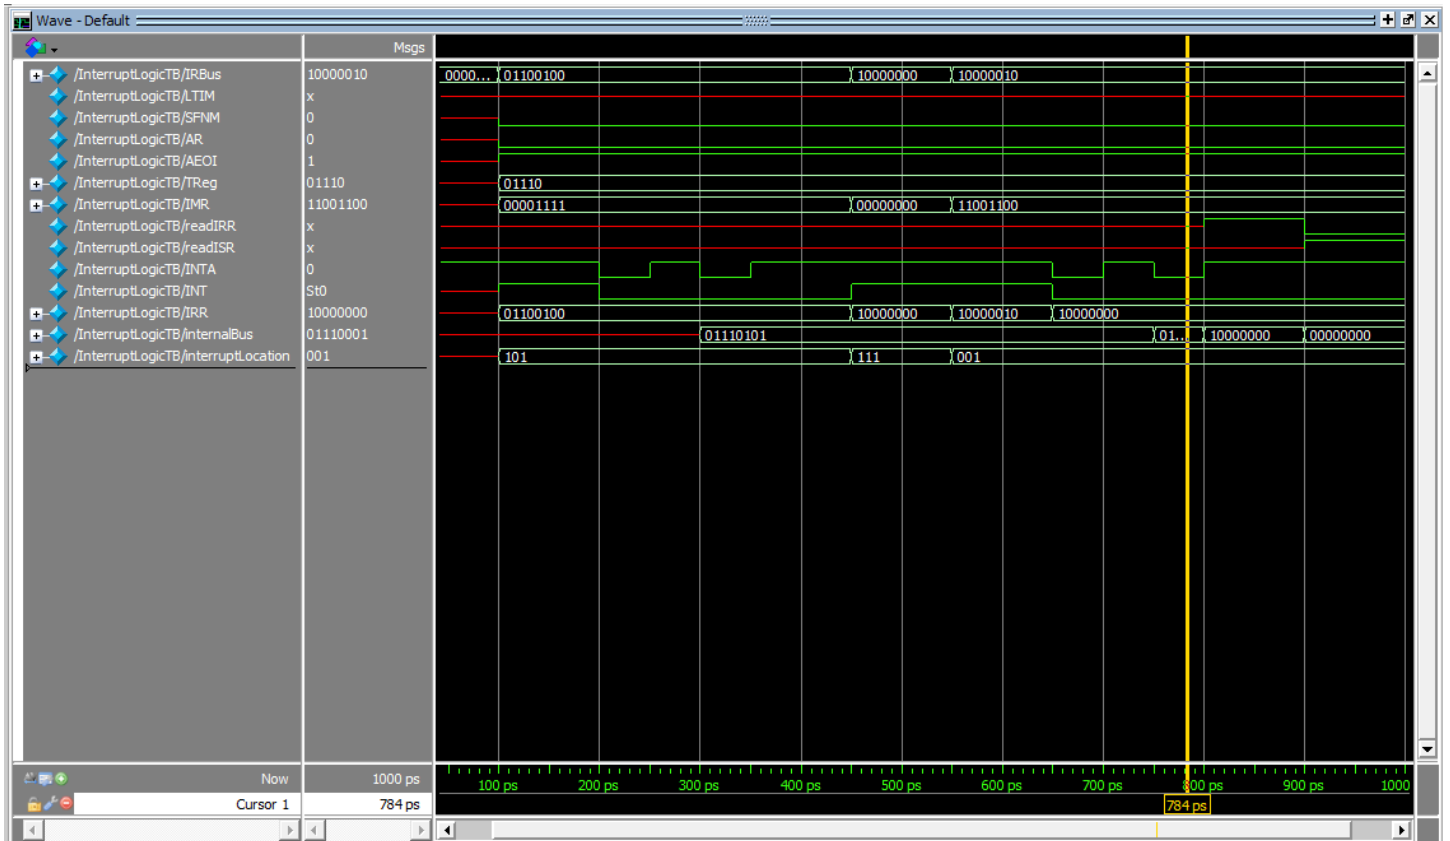 Wave - Default
Msgs
/InterruptLogicTB/IRBus 10000010 0000... 01100100 10000000 10000010
/InterruptLogicTB/LTIM x
/InterruptLogicTB/SFNM 0
/InterruptLogicTB/AR 0
/InterruptLogicTB/AEOI 1
/InterruptLogicTB/TReg 01110 01110
/InterruptLogicTB/IMR 11001100 00001111 00000000 11001100
/InterruptLogicTB/readIRR x
/InterruptLogicTB/readISR x
/InterruptLogicTB/INTA 0
/InterruptLogicTB/INT St0
/InterruptLogicTB/IRR 10000000 01100100 10000000 10000010 10000000
/InterruptLogicTB/internalBus 01110001 01110101 01... 10000000 00000000
/InterruptLogicTB/interruptLocation 001 101 111 001
Now 1000 ps 100 ps 200 ps 300 ps 400 ps 500 ps 600 ps 700 ps 800 ps 900 ps 1000
Cursor 1 784 ps 784 ps